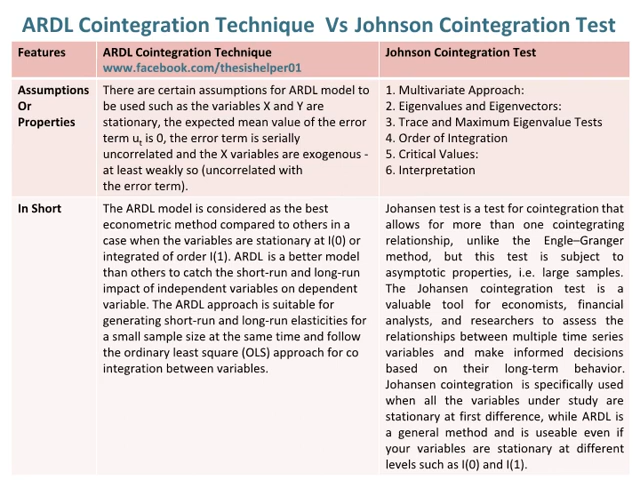 ARDL Cointegration Technique  Vs Johnson Cointegration Test
Features
ARDL Cointegration Technique
www.facebook.com/thesishelper01
Johnson Cointegration Test
Assumptions
Or
Properties
There are certain assumptions for ARDL model to
be used such as the variables X and Y are
stationary, the expected mean value of the error
term ut is 0, the error term is serially
uncorrelated and the X variables are exogenous -
at least weakly so (uncorrelated with
the error term).
1. Multivariate Approach:
2. Eigenvalues and Eigenvectors:
3. Trace and Maximum Eigenvalue Tests
4. Order of Integration
5. Critical Values:
6. Interpretation
In Short
The ARDL model is considered as the best
econometric method compared to others in a
case when the variables are stationary at I(0) or
integrated of order I(1). ARDL is a better model
than others to catch the short-run and long-run
impact of independent variables on dependent
variable. The ARDL approach is suitable for
generating short-run and long-run elasticities for
a small sample size at the same time and follow
the ordinary least square (OLS) approach for co
integration between variables.
Johansen test is a test for cointegration that
allows for more than one cointegrating
relationship, unlike the Engle–Granger
method, but this test is subject to
asymptotic properties, i.e. large samples.
The Johansen cointegration test is a
valuable tool for economists, financial
analysts, and researchers to assess the
relationships between multiple time series
variables and make informed decisions
based on their long-term behavior.
Johansen cointegration is specifically used
when all the variables under study are
stationary at first difference, while ARDL is
a general method and is useable even if
your variables are stationary at different
levels such as I(0) and I(1).